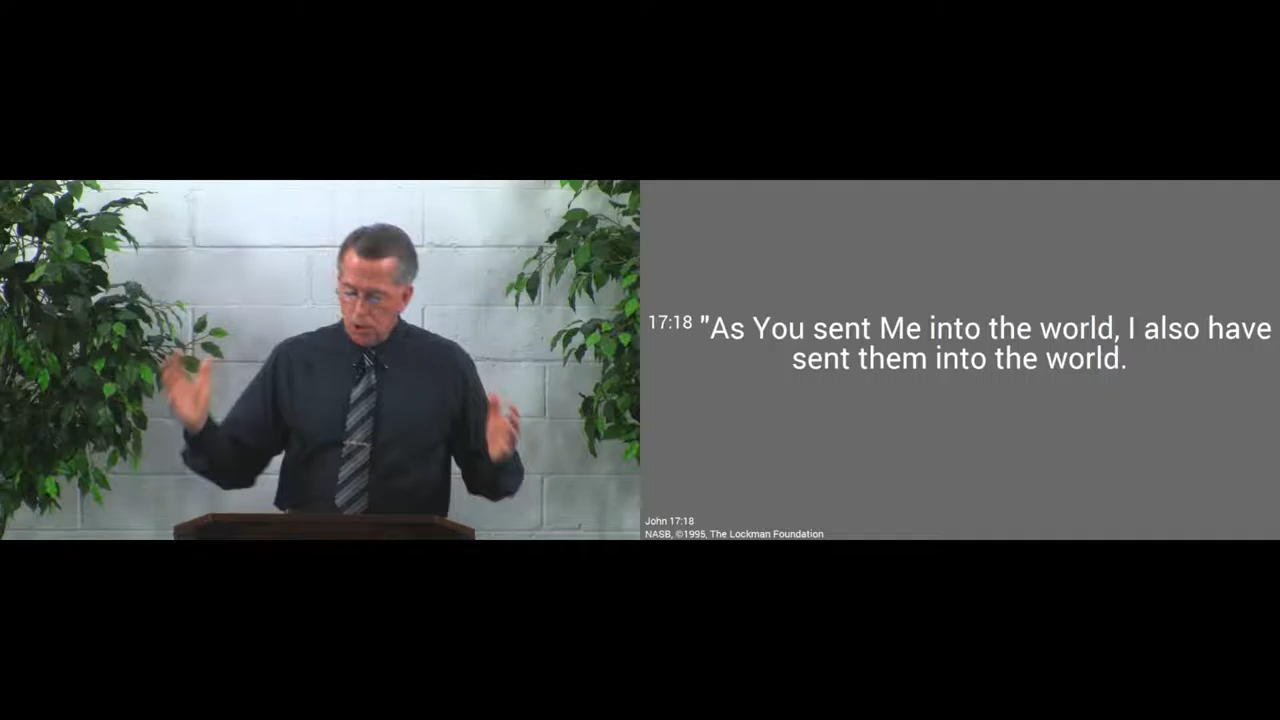 17:18 "As You sent Me into the world, I also have
sent them into the world.
John 17:18
NASB, ©1995, The Lockman Foundation